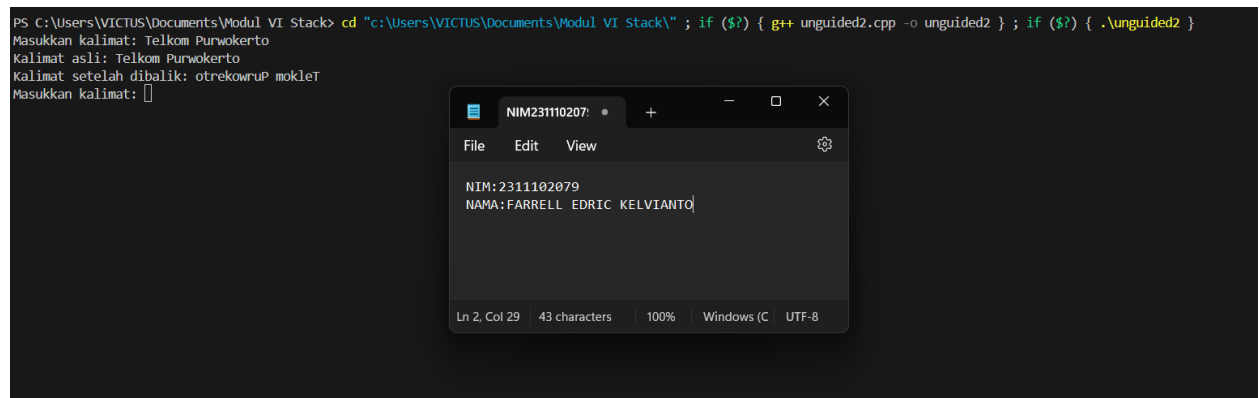 PS C:\Users\VICTUS\Documents\Modul VI Stack> cd "c:\Users\VICTUS\Documents\Modul VI Stack\" ; if ($?) { g++ unguided2.cpp -o unguided2 } ; if ($?) { .\unguided2 }
Masukkan kalimat: Telkom Purwokerto
Kalimat asli: Telkom Purwokerto
Kalimat setelah dibalik: otrekowruP mokleT
Masukkan kalimat:
NIM231110207
File Edit View
NIM:2311102079
NAMA:FARRELL EDRIC KELVIANTO
Ln 2, Col 29 43 characters 100% Windows (C UTF-8